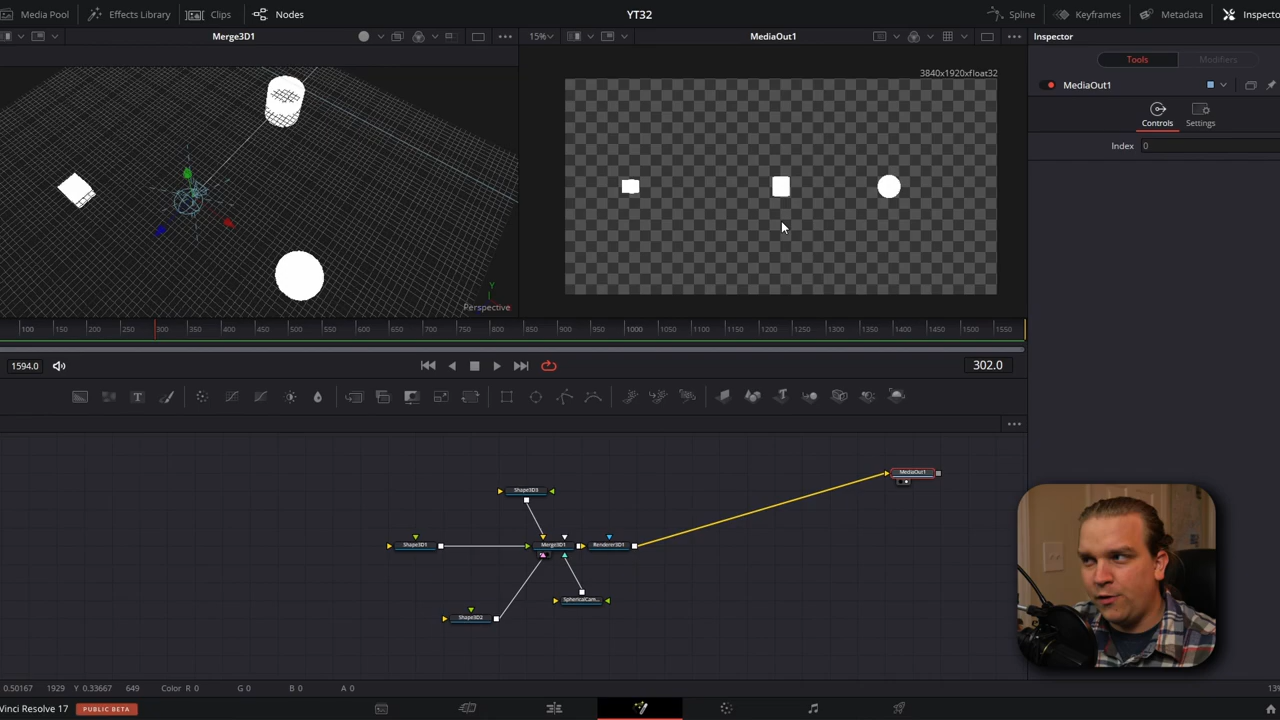 Media Pool
Effects Library
Clips
Nodes
YT32
Spline
Keyframes
Metadata
Inspecto
Merge3D1
15%
MediaOut1
Inspector
Tools
Modifiers
3840x1920xfloat32
MediaOut1
Controls
Settings
Index 0
Perspective
Y
100 150 200 250 300 350 400 450 500 550 600 650 700 750 800 850 900 950 1000 1050 1100 1150 1200 1250 1300 1350 1400 1450 1500 1550
1594.0
302.0
MediaOut1
Shape3D3
Shape3D1
Merge3D1
Renderer3D1
SphericalCam...
Shape3D2
0.50167 1929 Y 0.33667 649 Color R 0 G 0 B 0 A 0
13%
Vinci Resolve 17
PUBLIC BETA